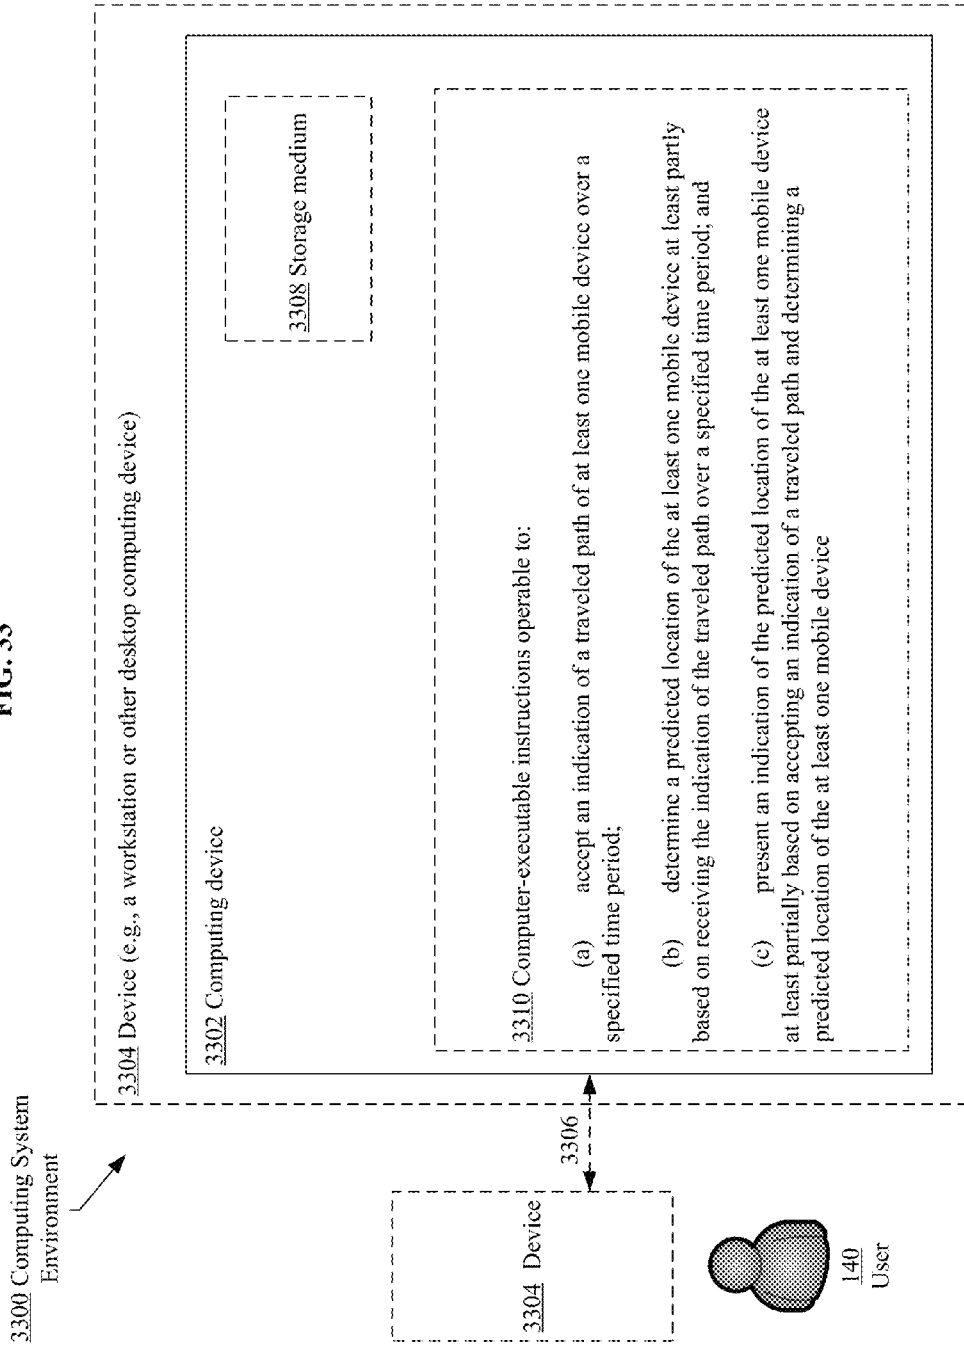 FIG. 33
3300 Computing System
Environment
3304 Device (e.g., a workstation or other desktop computing device)
3302 Computing device
3308 Storage medium
3310 Computer-executable instructions operable to:
(a) accept an indication of a traveled path of at least one mobile device over a
specified time period;
(b) determine a predicted location of the at least one mobile device at least partly
based on receiving the indication of the traveled path over a specified time period; and
(c) present an indication of the predicted location of the at least one mobile device
at least partially based on accepting an indication of a traveled path and determining a
predicted location of the at least one mobile device
3306
3304 Device
140
User